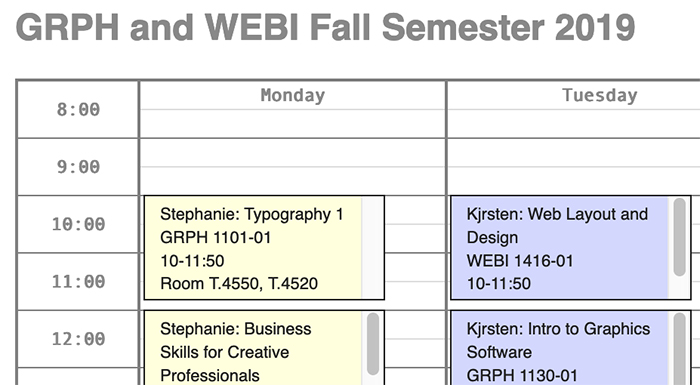 GRPH and WEBI Fall Semester 2019
Monday
Tuesday
8:00
9:00
10:00
11:00
12:00
Stephanie: Typography 1
GRPH 1101-01
10-11:50
Room T.4550, T.4520
Kjrsten: Web Layout and
Design
WEBI 1416-01
10-11:50
Stephanie: Business
Skills for Creative
Professionals
Kjrsten: Intro to Graphics
Software
GRPH 1130-01